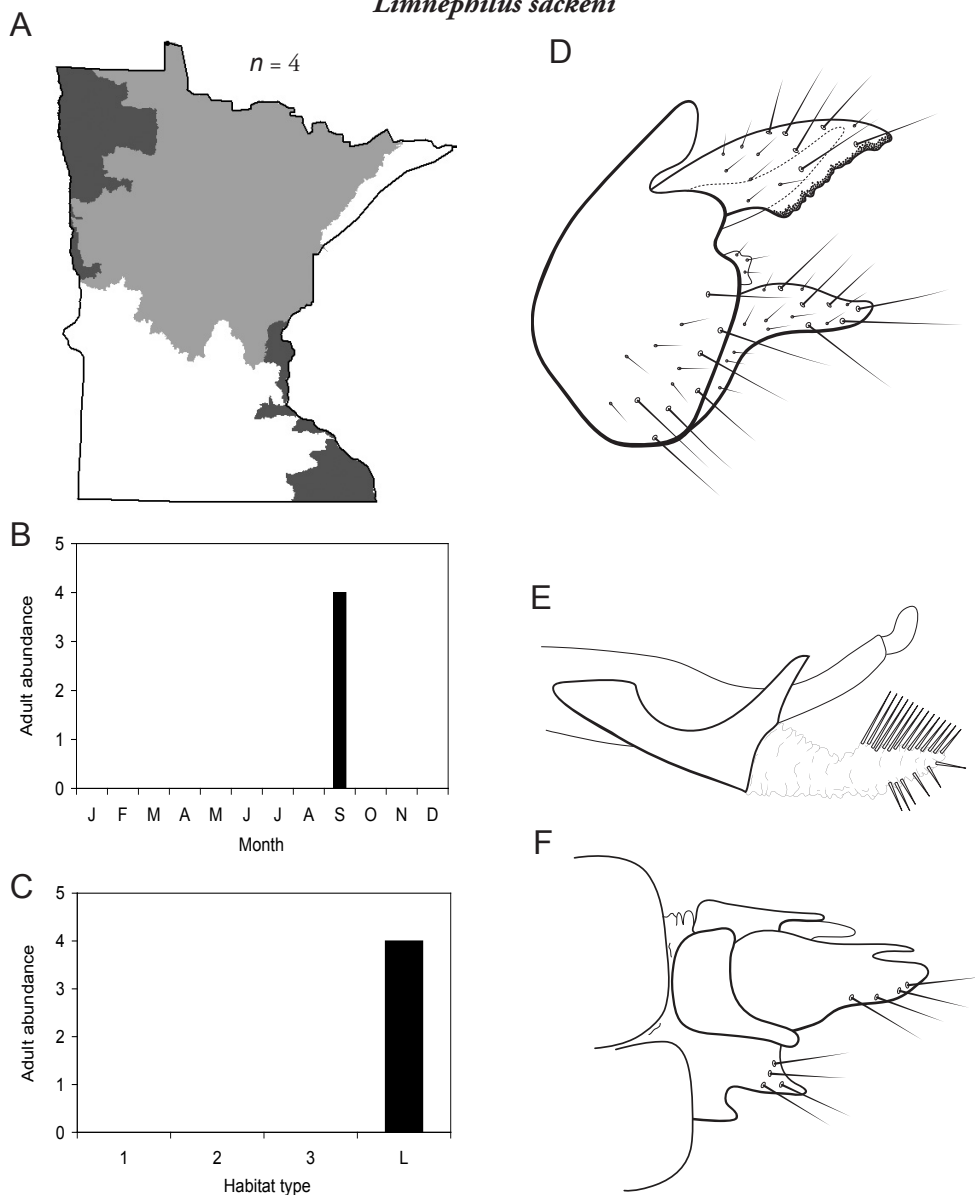 Limnephilus sackeni
A
n = 4
D
B
5
4
3
2
1
0
Adult abundance
J F M A M J J A S O N D
Month
E
C
5
4
3
2
1
0
Adult abundance
1 2 3 L
Habitat type
F